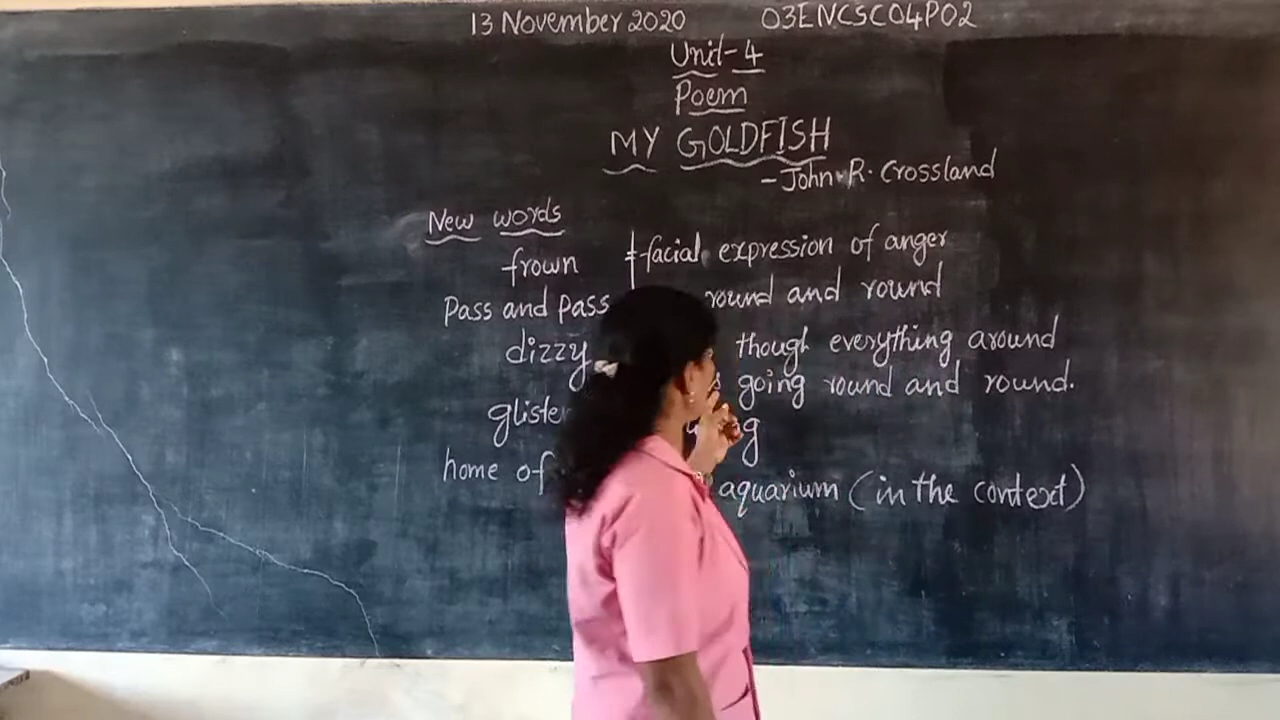 13 November 2020 03ENCSC04P02
Unit-4
Poem
MY GOLDFISH
- John R. Crossland
New words
frown facial expression of anger
Pass and pass round and round
dizzy though everything around
going round and round.
home of aquarium (in the context)